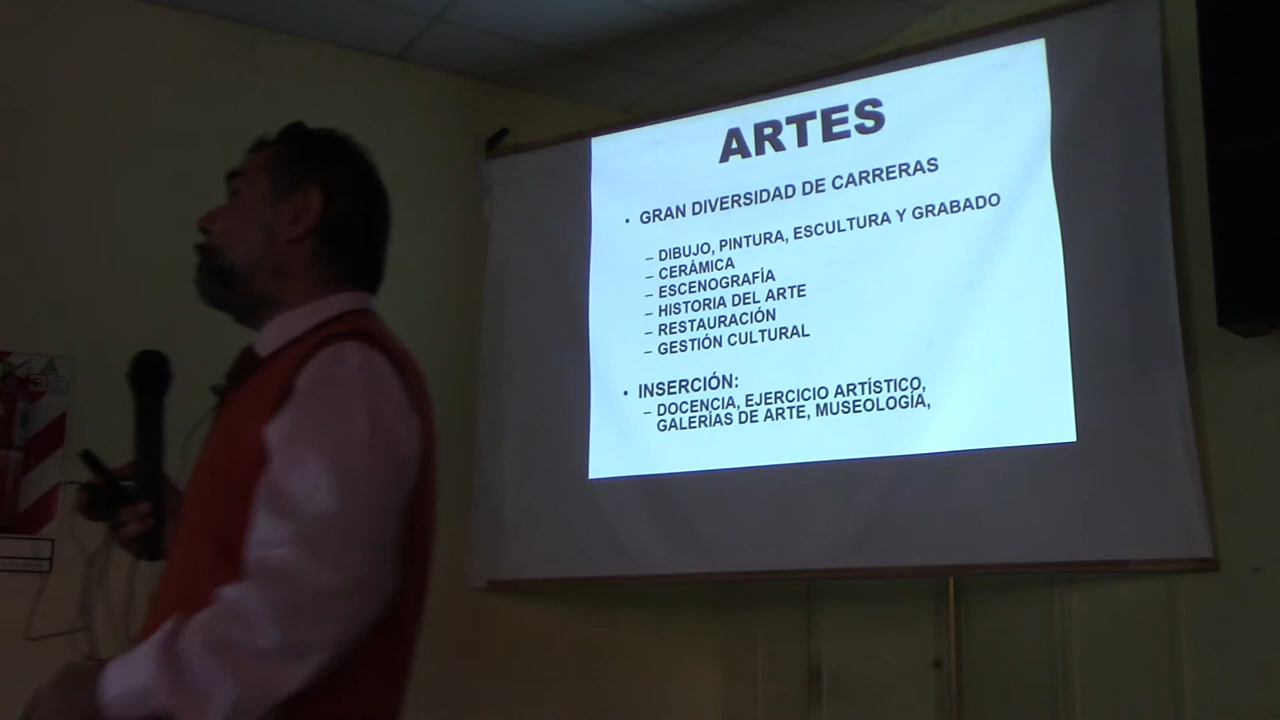 ARTES
• GRAN DIVERSIDAD DE CARRERAS
– DIBUJO, PINTURA, ESCULTURA Y GRABADO
– CERÁMICA
– ESCENOGRAFÍA
– HISTORIA DEL ARTE
– RESTAURACIÓN
– GESTIÓN CULTURAL
• INSERCIÓN:
– DOCENCIA, EJERCICIO ARTÍSTICO,
GALERÍAS DE ARTE, MUSEOLOGÍA,